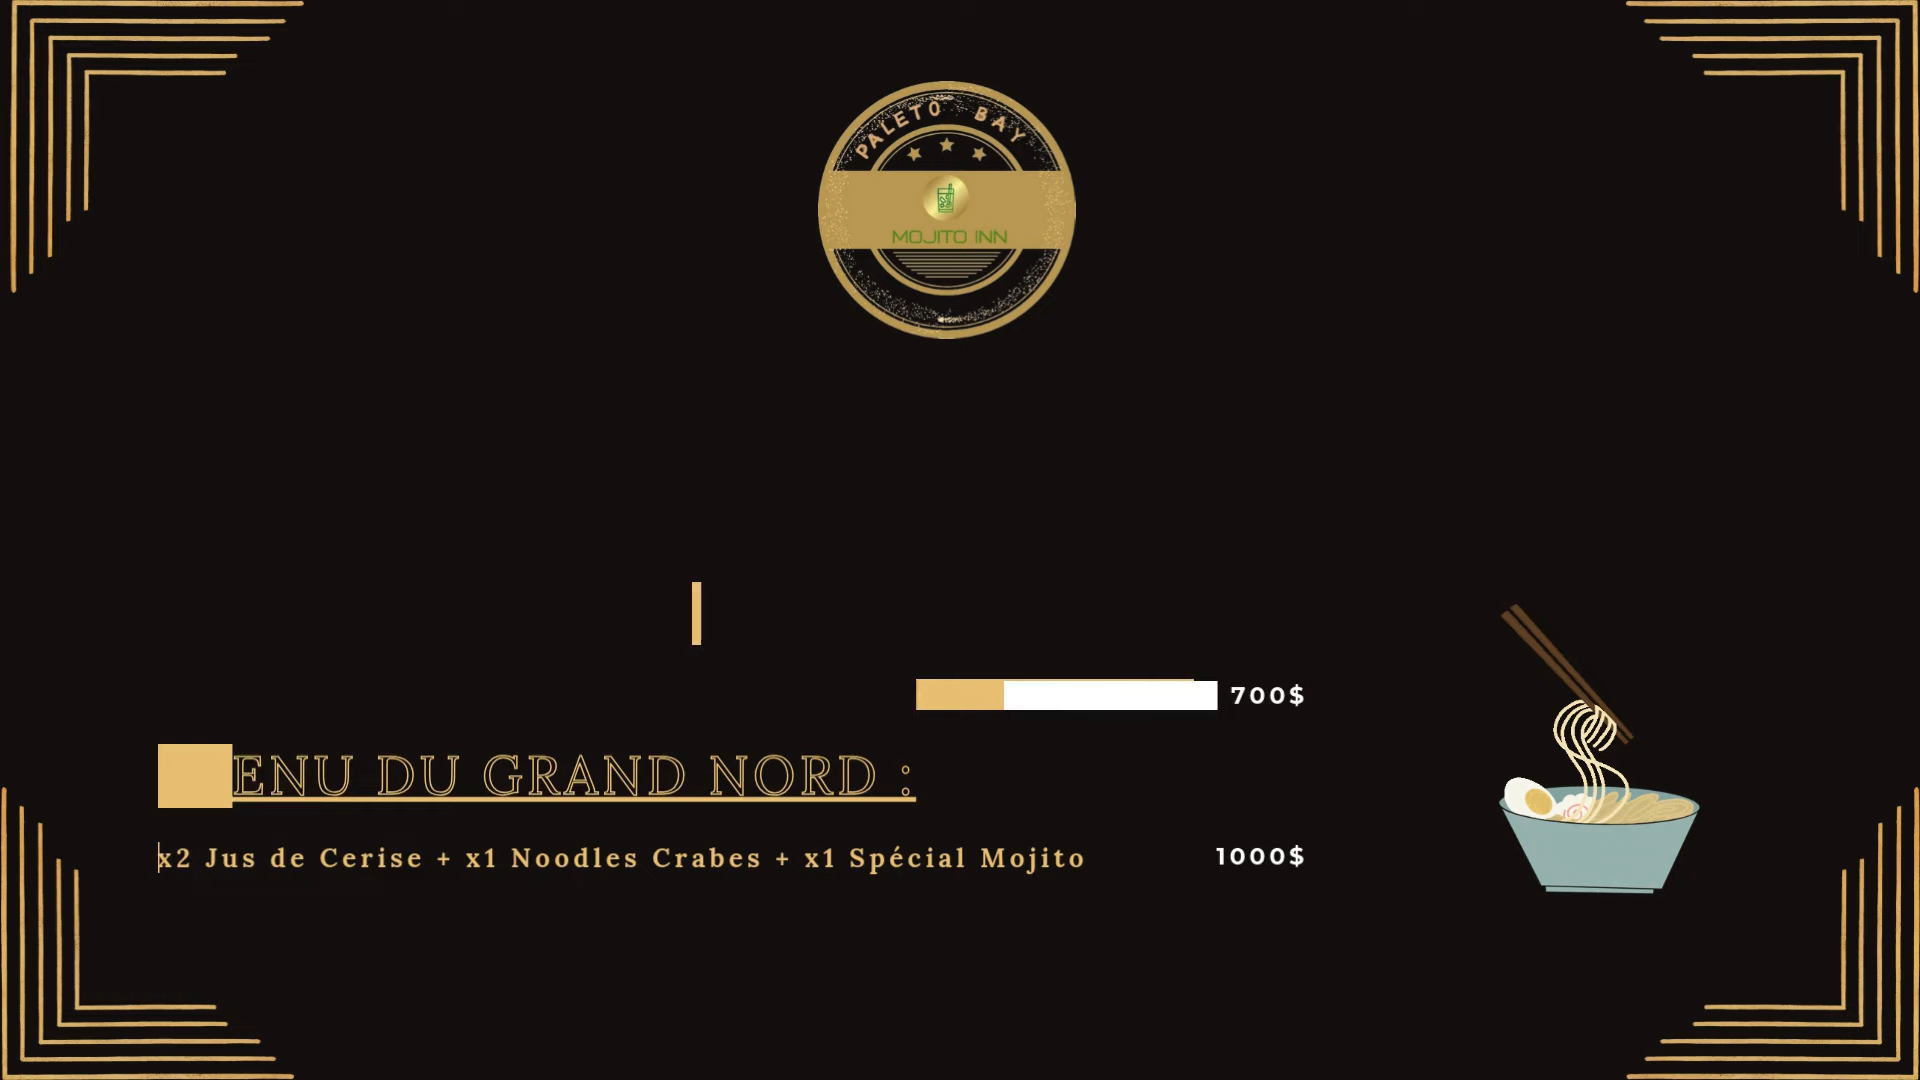 PALETO BAY
MOJITO INN
700$
ENU DU GRAND NORD :
x2 Jus de Cerise + x1 Noodles Crabes + x1 Spécial Mojito
1000$